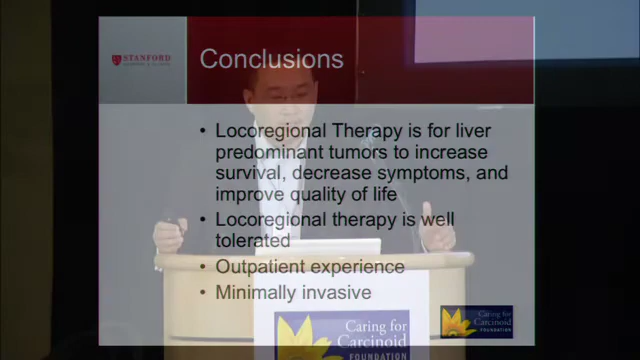 STANFORD
Conclusions
• Locoregional Therapy is for liver
predominant tumors to increase
survival, decrease symptoms, and
improve quality of life
• Locoregional therapy is well
tolerated
• Outpatient experience
• Minimally invasive
Caring for
Carcinoid
FOUNDATION
Caring for
Carcinoid
FOUNDATION